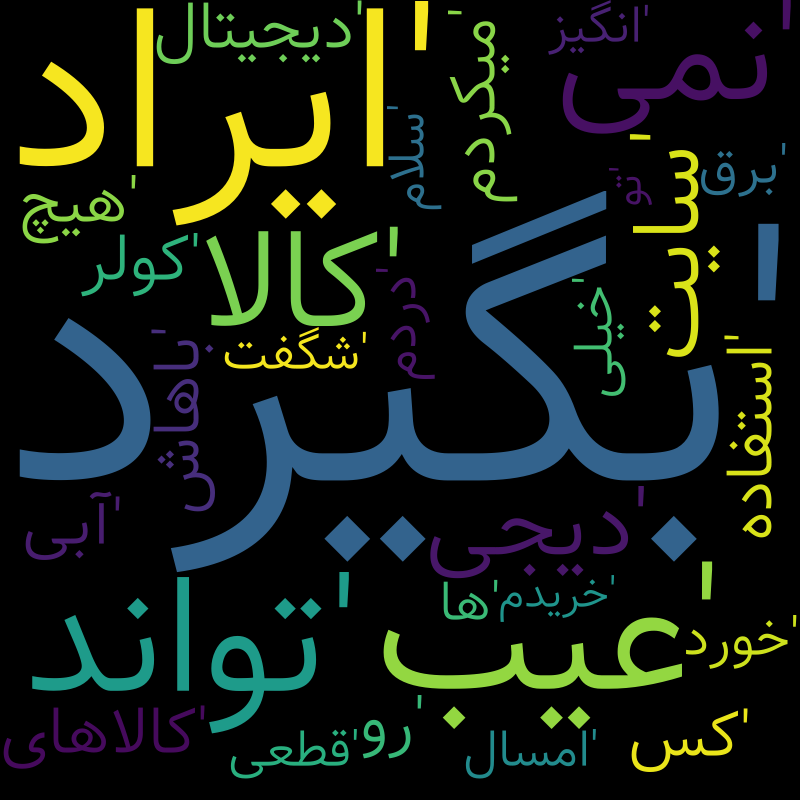 'دیجیتال
'ایراد
'میکردم
'انگیز
'نمی
'سلام
'تو
'سایت
'برق
'هیچ
'کولر
'کالا
'دردم
'خیلی
'شگفت
'بگیرد
'باهاش
'استفاده
'آبی
'دیجی
'تواند
'ها
'خریدم
'عیب
'خورد
'کالاهای
'قطعی
'رو
'امسال
'کس